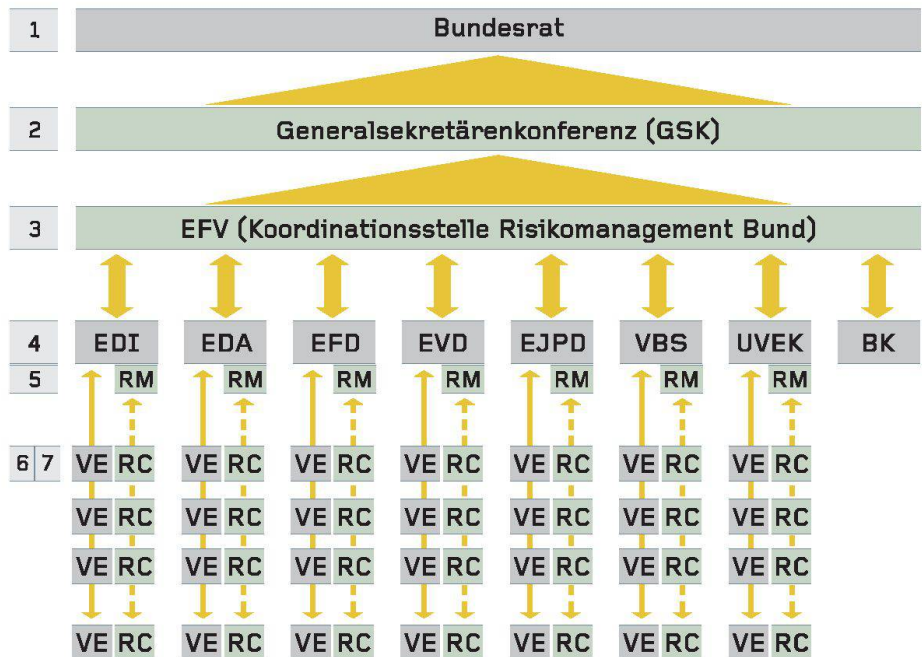 1 Bundesrat
2 Generalsekretärenkonferenz (GSK)
3 EFV (Koordinationsstelle Risikomanagement Bund)
4 EDI EDA EFD EVD EJPD VBS UVEK BK
5 RM RM RM RM RM RM RM
6 7 VE RC VE RC VE RC VE RC VE RC VE RC VE RC
VE RC VE RC VE RC VE RC VE RC VE RC VE RC
VE RC VE RC VE RC VE RC VE RC VE RC VE RC
VE RC VE RC VE RC VE RC VE RC VE RC VE RC